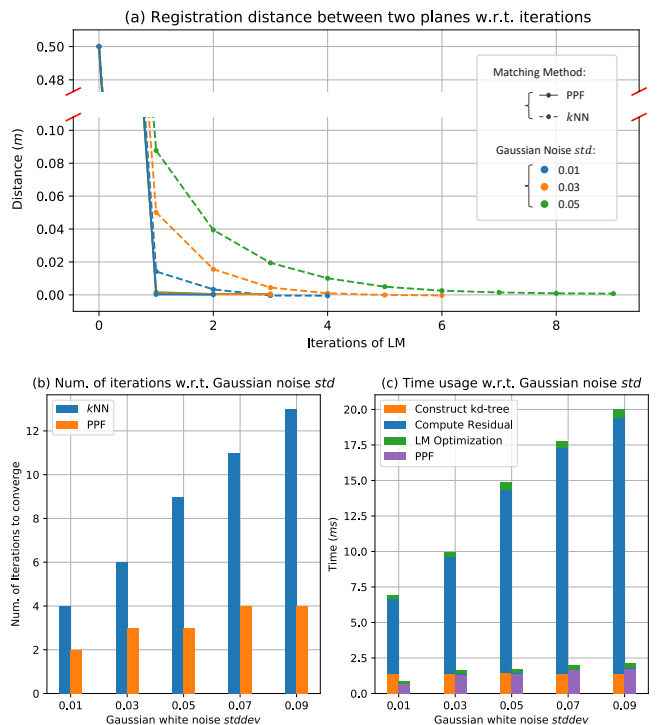 (a) Registration distance between two planes w.r.t. iterations
0.50
0.48
0.10
0.08
0.06
0.04
0.02
0.00
Distance (m)
Matching Method:
PPF
kNN
Gaussian Noise std:
0.01
0.03
0.05
0 2 4 6 8
Iterations of LM
(b) Num. of iterations w.r.t. Gaussian noise std
kNN
PPF
12
10
8
6
4
2
0
Num. of Iterations to converge
0.01 0.03 0.05 0.07 0.09
Gaussian white noise stddev
(c) Time usage w.r.t. Gaussian noise std
Construct kd-tree
Compute Residual
LM Optimization
PPF
20.0
17.5
15.0
12.5
10.0
7.5
5.0
2.5
0.0
Time (ms)
0.01 0.03 0.05 0.07 0.09
Gaussian white noise stddev